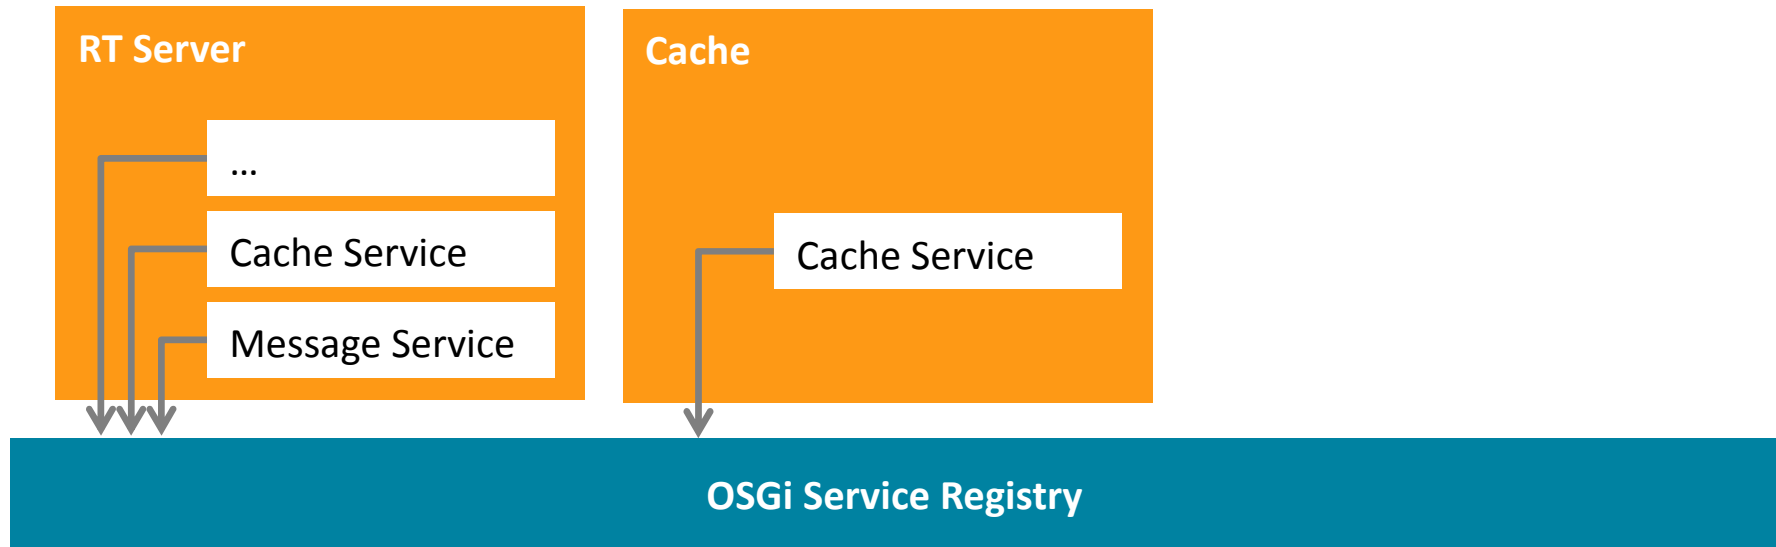 RT Server
...
Cache Service
Message Service
Cache
Cache Service
OSGi Service Registry